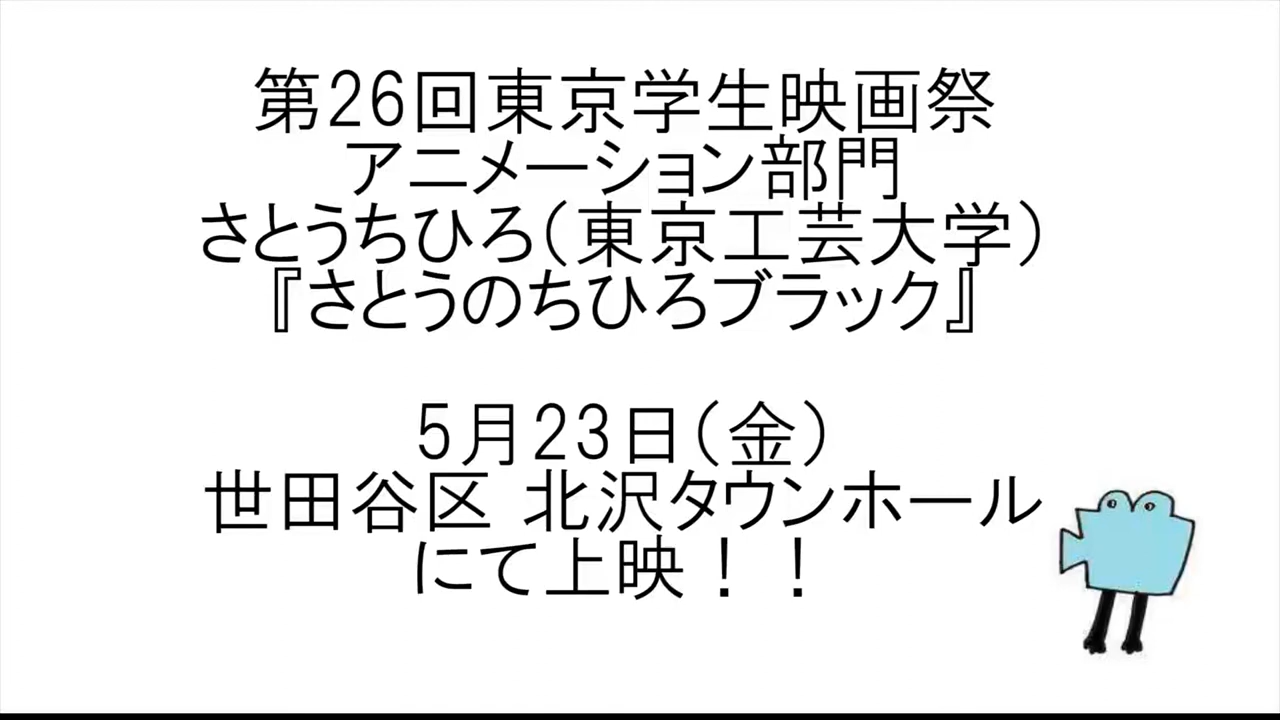 第26回東京学生映画祭
アニメーション部門
さとうちひろ（東京工芸大学）
『さとうのちひろブラック』
5月23日（金）
世田谷区 北沢タウンホール
にて上映！！